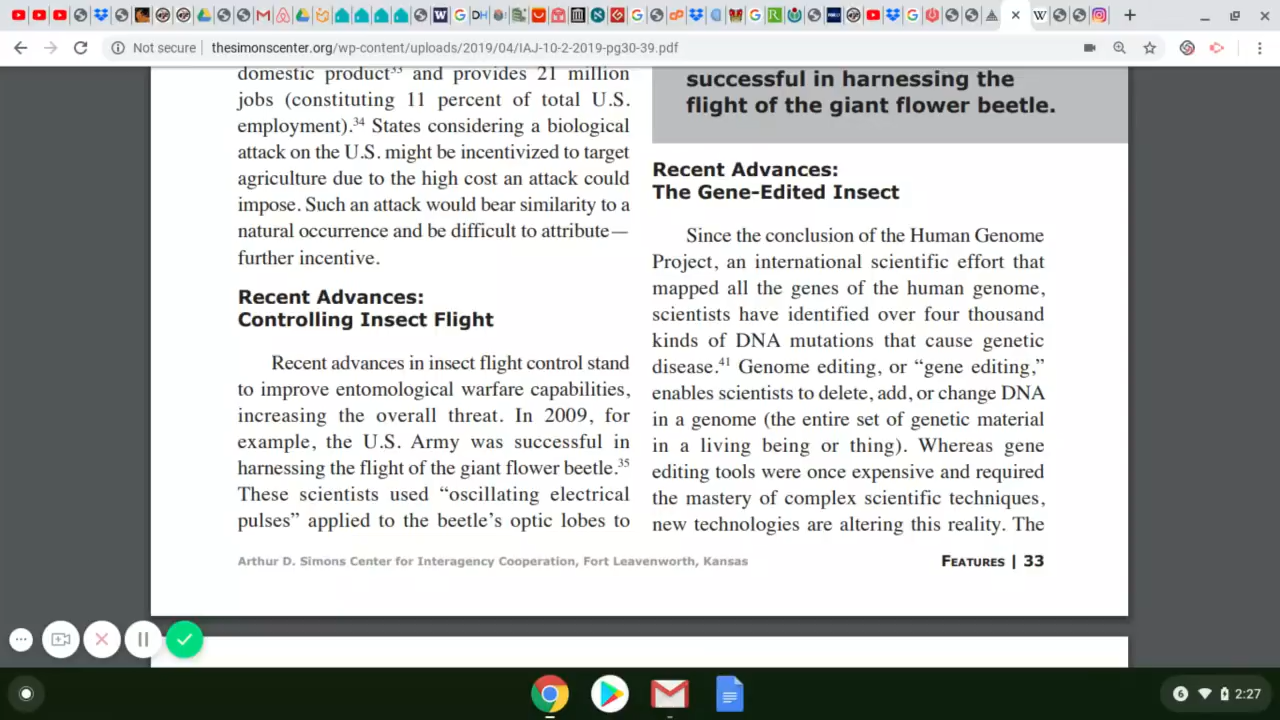 Not secure
thesimonscenter.org/wp-content/uploads/2019/04/IAJ-10-2-2019-pg30-39.pdf
domestic product³³ and provides 21 million
jobs (constituting 11 percent of total U.S.
employment).³⁴ States considering a biological
attack on the U.S. might be incentivized to target
agriculture due to the high cost an attack could
impose. Such an attack would bear similarity to a
natural occurrence and be difficult to attribute—
further incentive.
Recent Advances:
Controlling Insect Flight
Recent advances in insect flight control stand
to improve entomological warfare capabilities,
increasing the overall threat. In 2009, for
example, the U.S. Army was successful in
harnessing the flight of the giant flower beetle.³⁵
These scientists used “oscillating electrical
pulses” applied to the beetle’s optic lobes to
successful in harnessing the
flight of the giant flower beetle.
Recent Advances:
The Gene-Edited Insect
Since the conclusion of the Human Genome
Project, an international scientific effort that
mapped all the genes of the human genome,
scientists have identified over four thousand
kinds of DNA mutations that cause genetic
disease.⁴¹ Genome editing, or “gene editing,”
enables scientists to delete, add, or change DNA
in a genome (the entire set of genetic material
in a living being or thing). Whereas gene
editing tools were once expensive and required
the mastery of complex scientific techniques,
new technologies are altering this reality. The
Arthur D. Simons Center for Interagency Cooperation, Fort Leavenworth, Kansas
FEATURES | 33
6
2:27